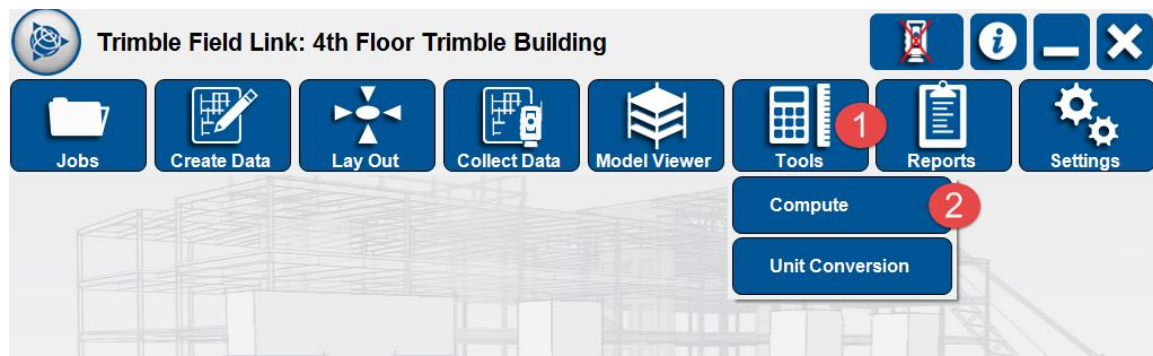 Trimble Field Link: 4th Floor Trimble Building
i
Jobs Create Data Lay Out Collect Data Model Viewer Tools 1 Reports Settings
Compute 2
Unit Conversion